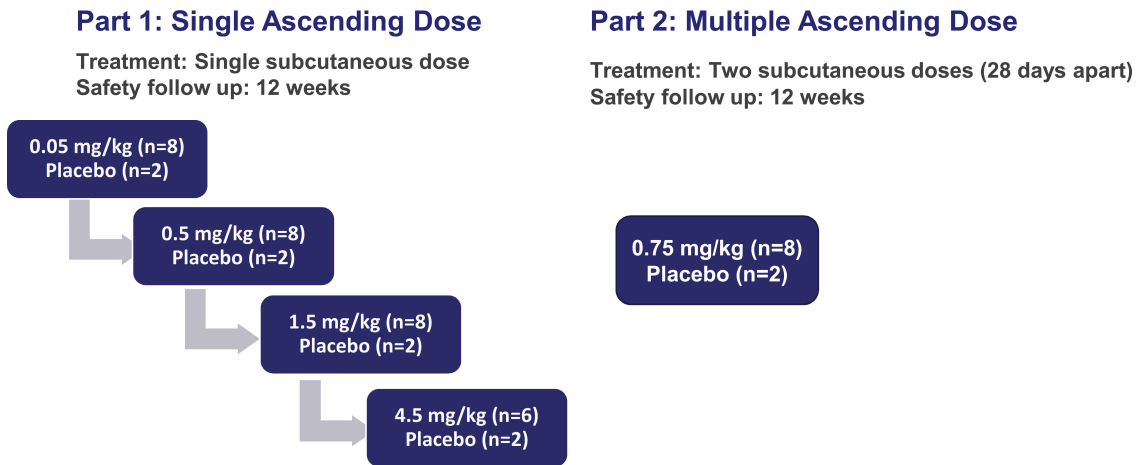 Part 1: Single Ascending Dose
Treatment: Single subcutaneous dose
Safety follow up: 12 weeks
0.05 mg/kg (n=8)
Placebo (n=2)
0.5 mg/kg (n=8)
Placebo (n=2)
1.5 mg/kg (n=8)
Placebo (n=2)
4.5 mg/kg (n=6)
Placebo (n=2)
Part 2: Multiple Ascending Dose
Treatment: Two subcutaneous doses (28 days apart)
Safety follow up: 12 weeks
0.75 mg/kg (n=8)
Placebo (n=2)